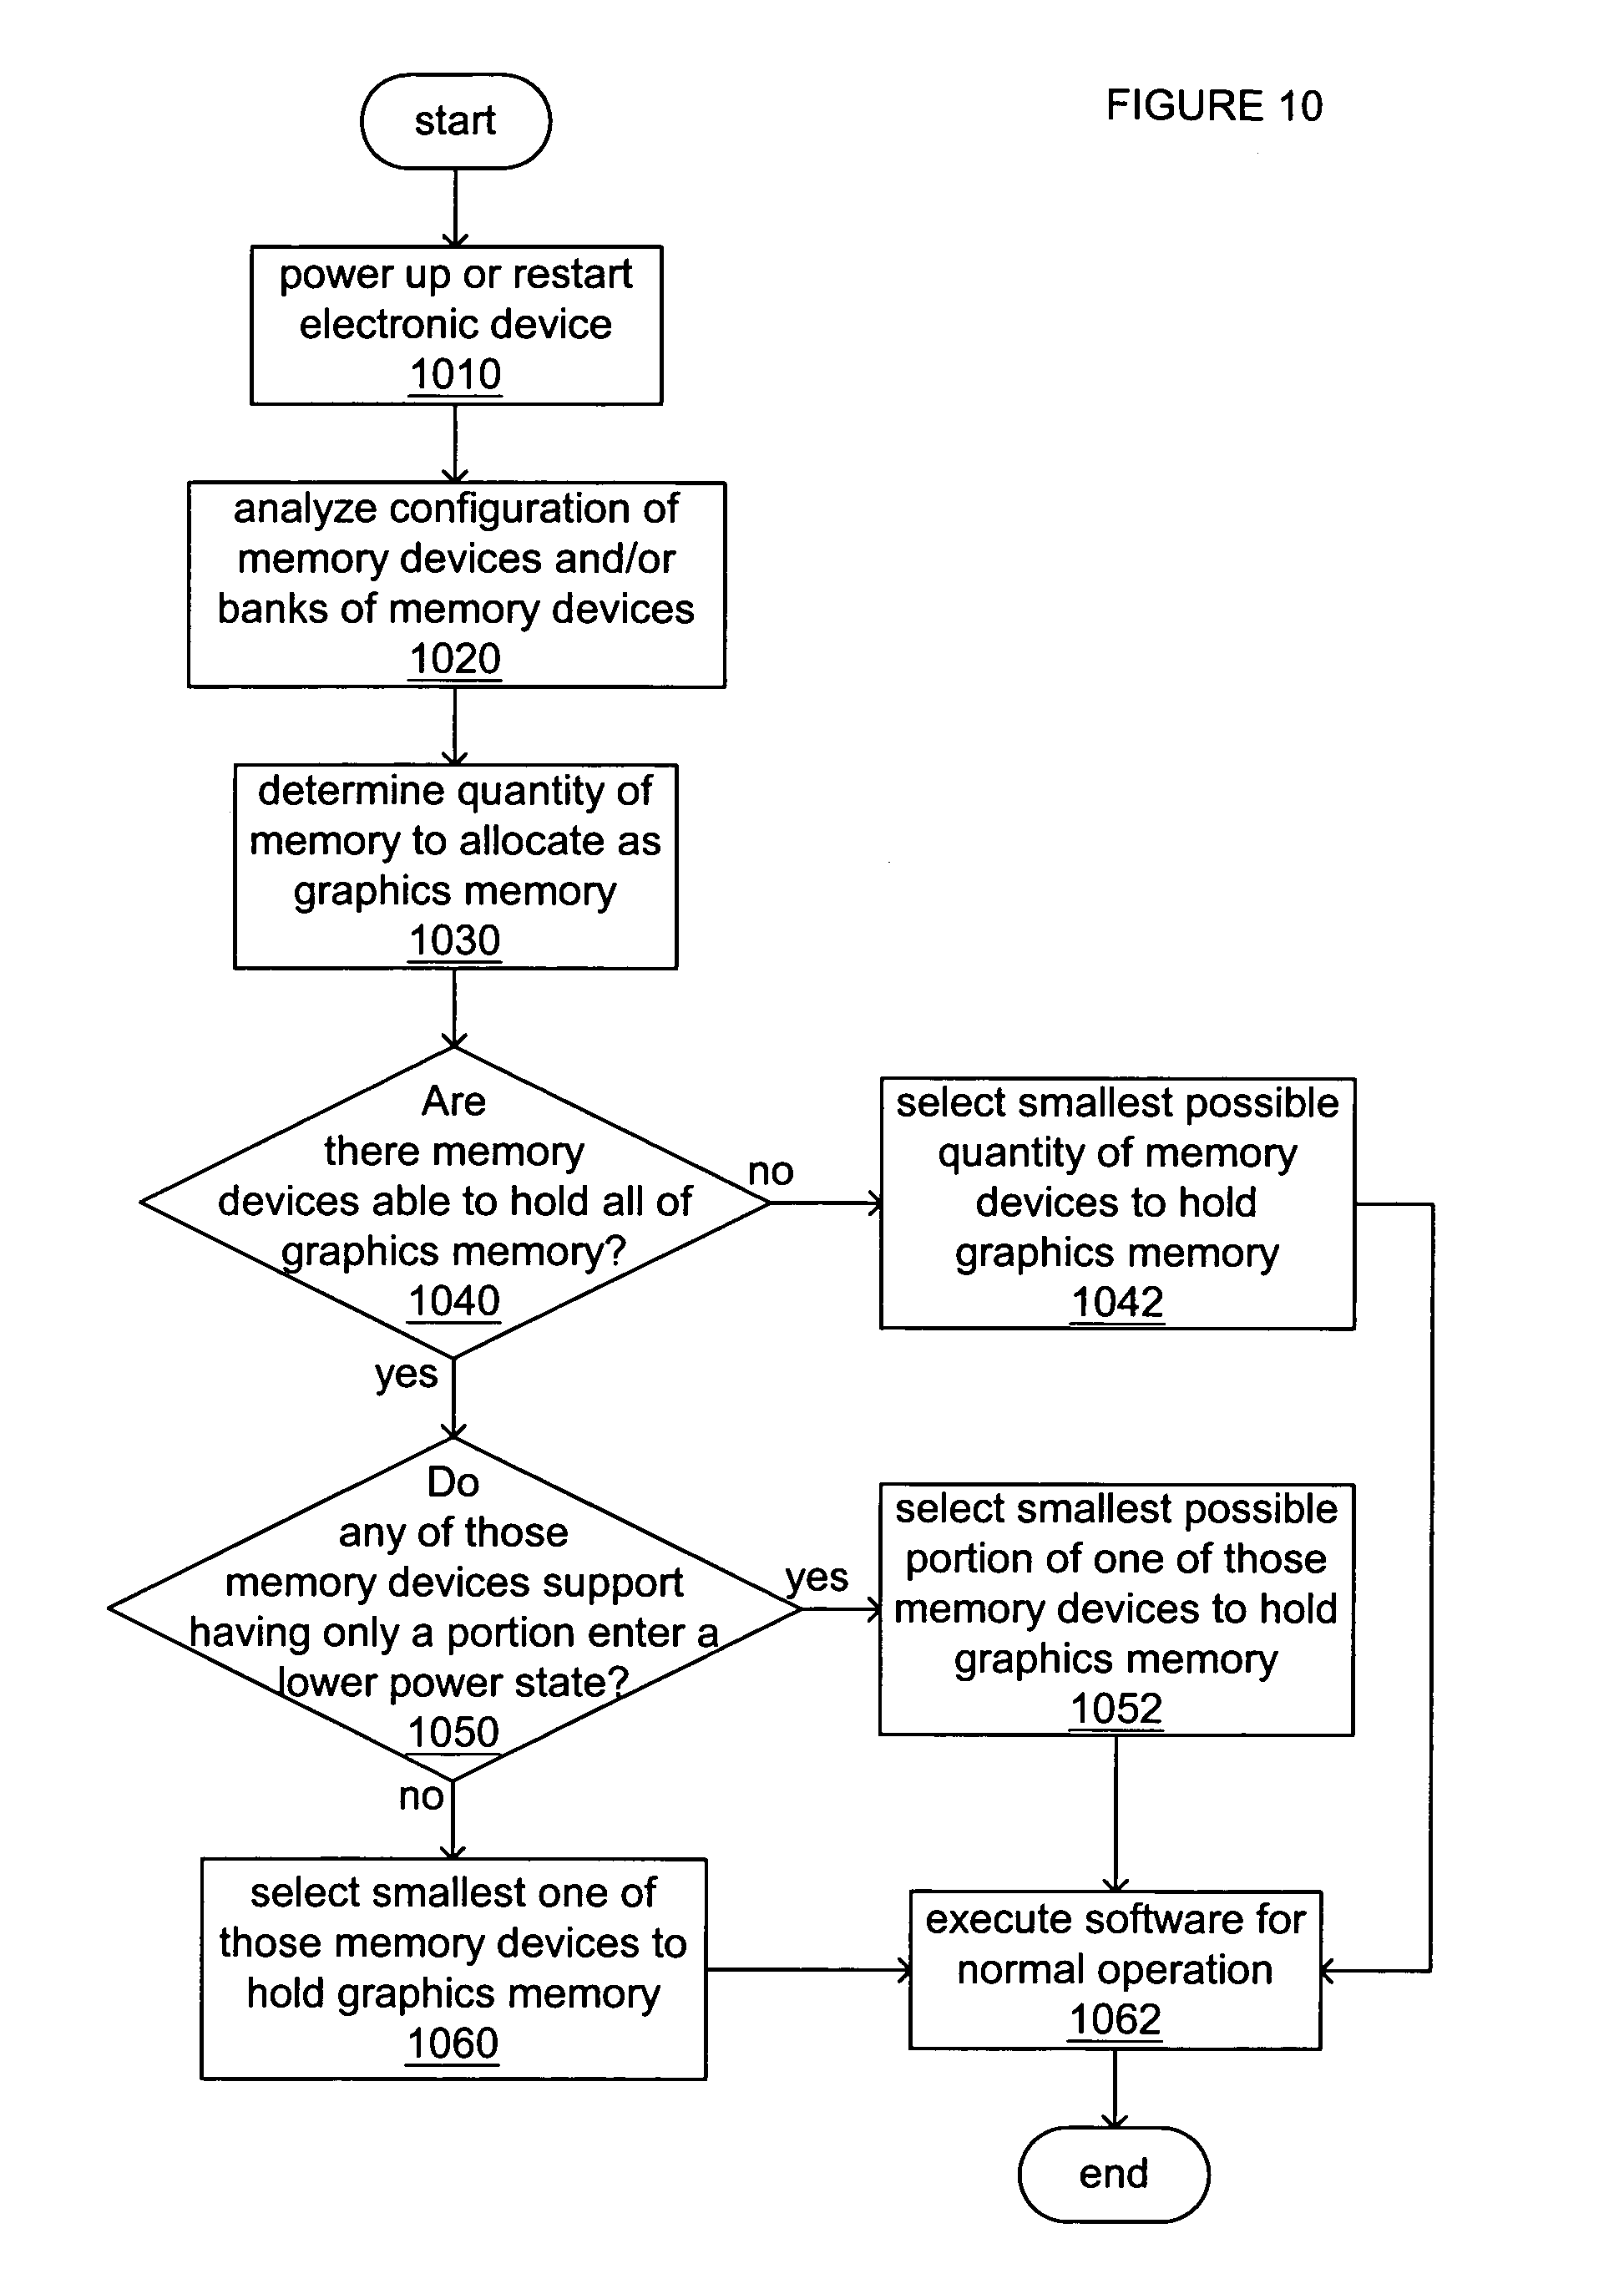 FIGURE 10
start
power up or restart
electronic device
1010
analyze configuration of
memory devices and/or
banks of memory devices
1020
determine quantity of
memory to allocate as
graphics memory
1030
Are
there memory
devices able to hold all of
graphics memory?
1040
no
select smallest possible
quantity of memory
devices to hold
graphics memory
1042
yes
Do
any of those
memory devices support
having only a portion enter a
lower power state?
1050
yes
select smallest possible
portion of one of those
memory devices to hold
graphics memory
1052
no
select smallest one of
those memory devices to
hold graphics memory
1060
execute software for
normal operation
1062
end